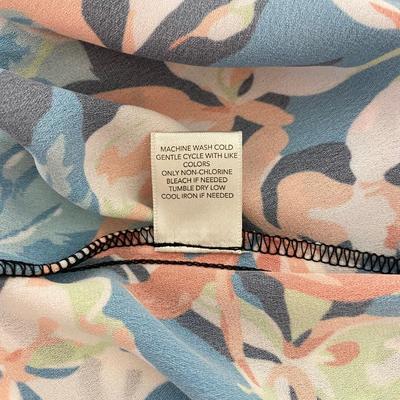 MACHINE WASH COLD
GENTLE CYCLE WITH LIKE
COLORS
ONLY NON-CHLORINE
BLEACH IF NEEDED
TUMBLE DRY LOW
COOL IRON IF NEEDED